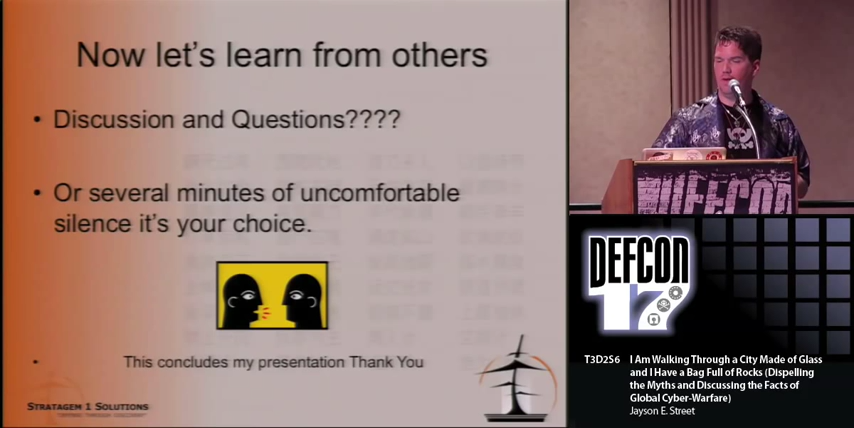 Now let's learn from others
• Discussion and Questions????
• Or several minutes of uncomfortable
silence it's your choice.
• This concludes my presentation Thank You
STRATAGEM 1 SOLUTIONS
DEFCON
DEFCON
17
T3D2S6 I Am Walking Through a City Made of Glass
and I Have a Bag Full of Rocks (Dispelling
the Myths and Discussing the Facts of
Global Cyber-Warfare)
Jayson E. Street